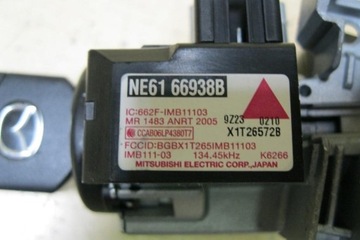 NE61 66938B
IC:662F-IMB11103
MR 1483 ANRT 2005
9Z23 0210
CCAB06LP4380T7
X1T26572B
FCCID:BGBX1T265IMB11103
IMB111-03 134.45kHz K6266
MITSUBISHI ELECTRIC CORP.,JAPAN